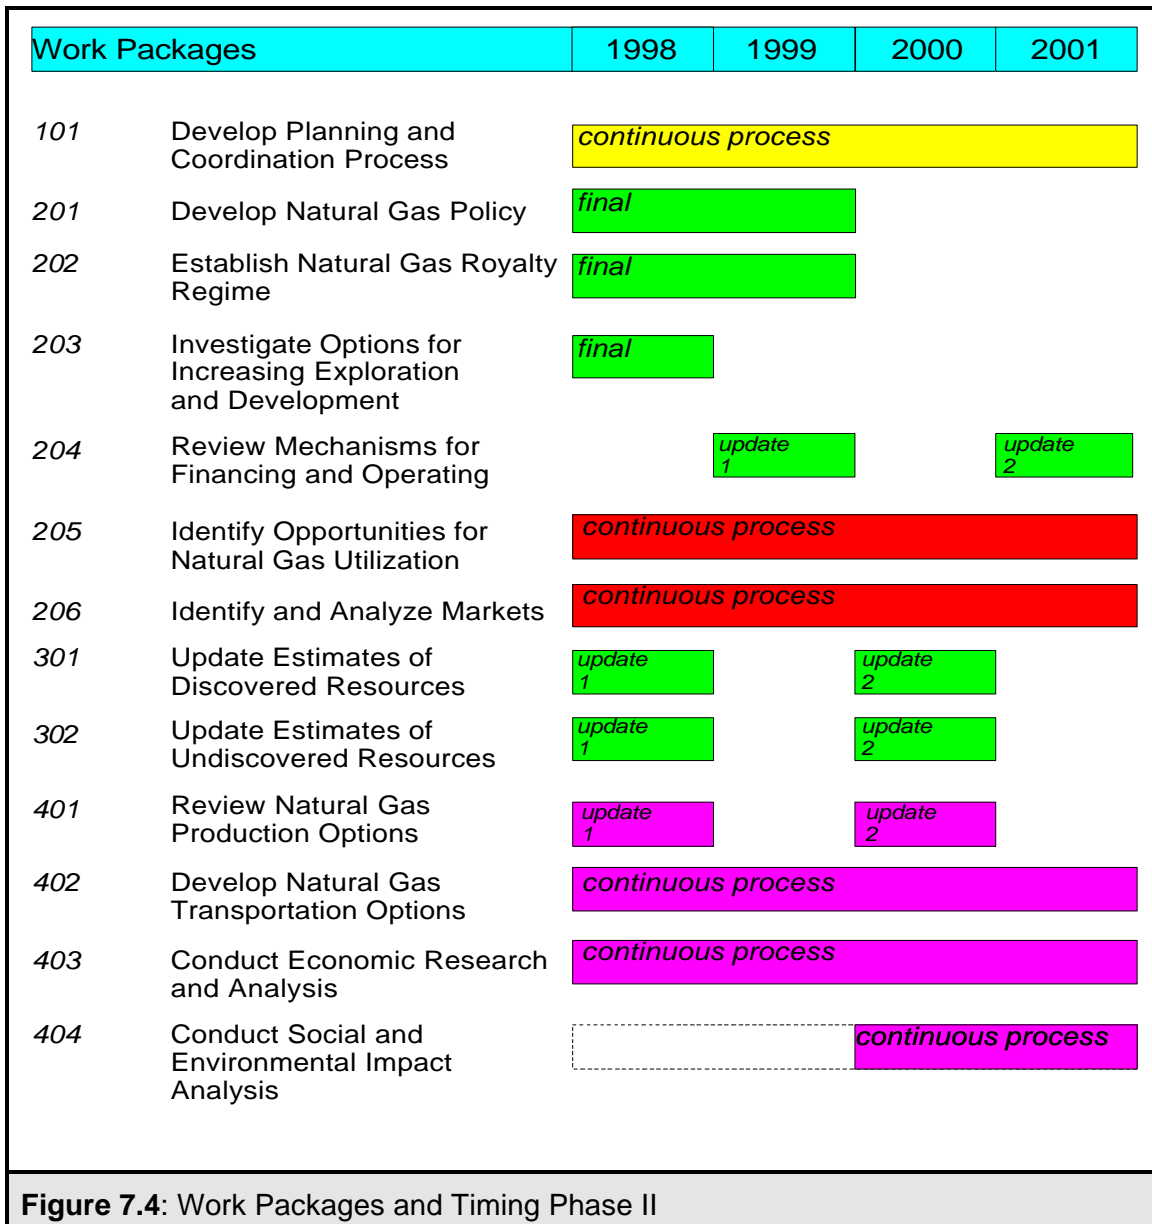 Work Packages 1998 1999 2000 2001
101 Develop Planning and continuous process
Coordination Process
201 Develop Natural Gas Policy final
202 Establish Natural Gas Royalty final
Regime
203 Investigate Options for final
Increasing Exploration
and Development
204 Review Mechanisms for update update
Financing and Operating 1 2
205 Identify Opportunities for continuous process
Natural Gas Utilization
206 Identify and Analyze Markets continuous process
301 Update Estimates of update update
Discovered Resources 1 2
302 Update Estimates of update update
Undiscovered Resources 1 2
401 Review Natural Gas update update
Production Options 1 2
402 Develop Natural Gas continuous process
Transportation Options
403 Conduct Economic Research continuous process
and Analysis
404 Conduct Social and continuous process
Environmental Impact
Analysis
Figure 7.4: Work Packages and Timing Phase II